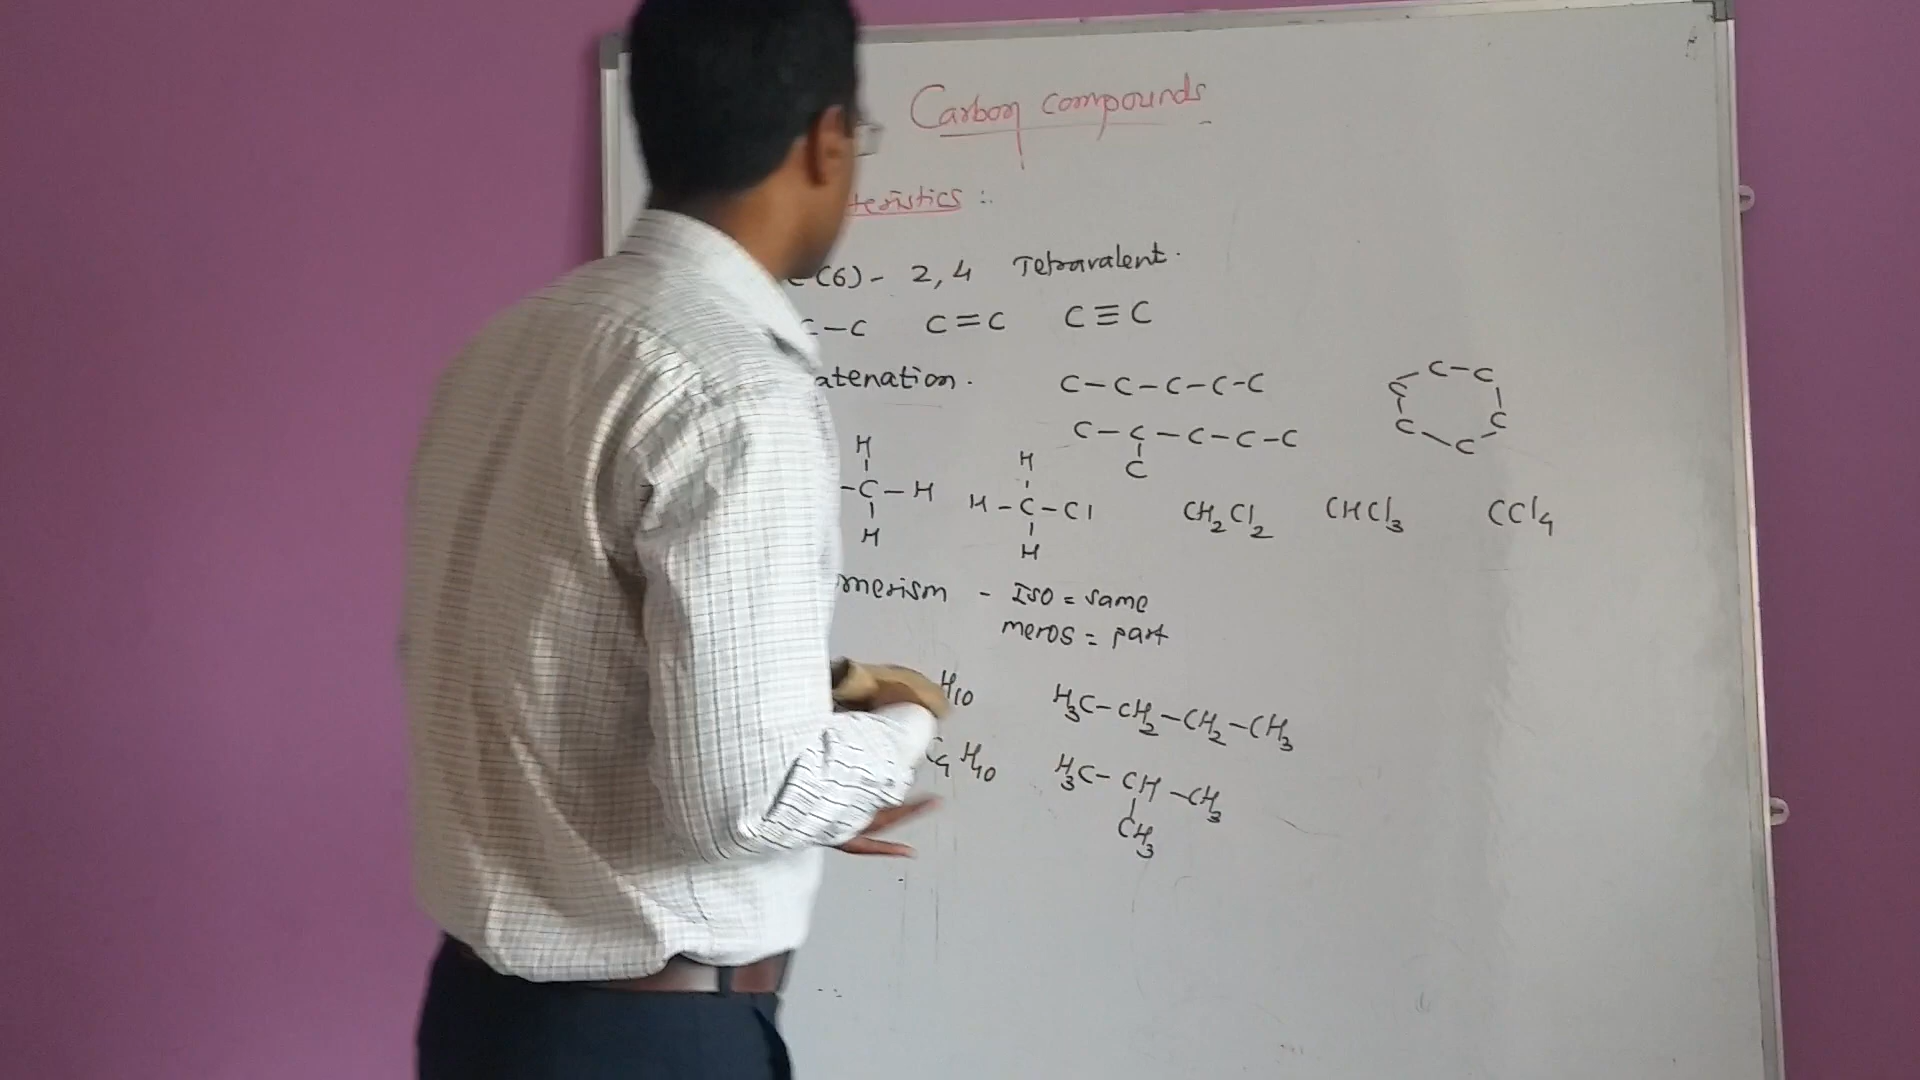 Carbon compounds
teristics :.
C(6) - 2, 4 Tetravalent.
C-C C=C C≡C
atenation. C-C-C-C-C
C-C-C-C-C
C
C-C
C C
C C
H
-C-H
H
H
H-C-Cl
H
CH2Cl2 CHCl3 CCl4
merism - Iso = same
meros = part
H10 H3C-CH2-CH2-CH3
C4H10 H3C-CH-CH3
CH3